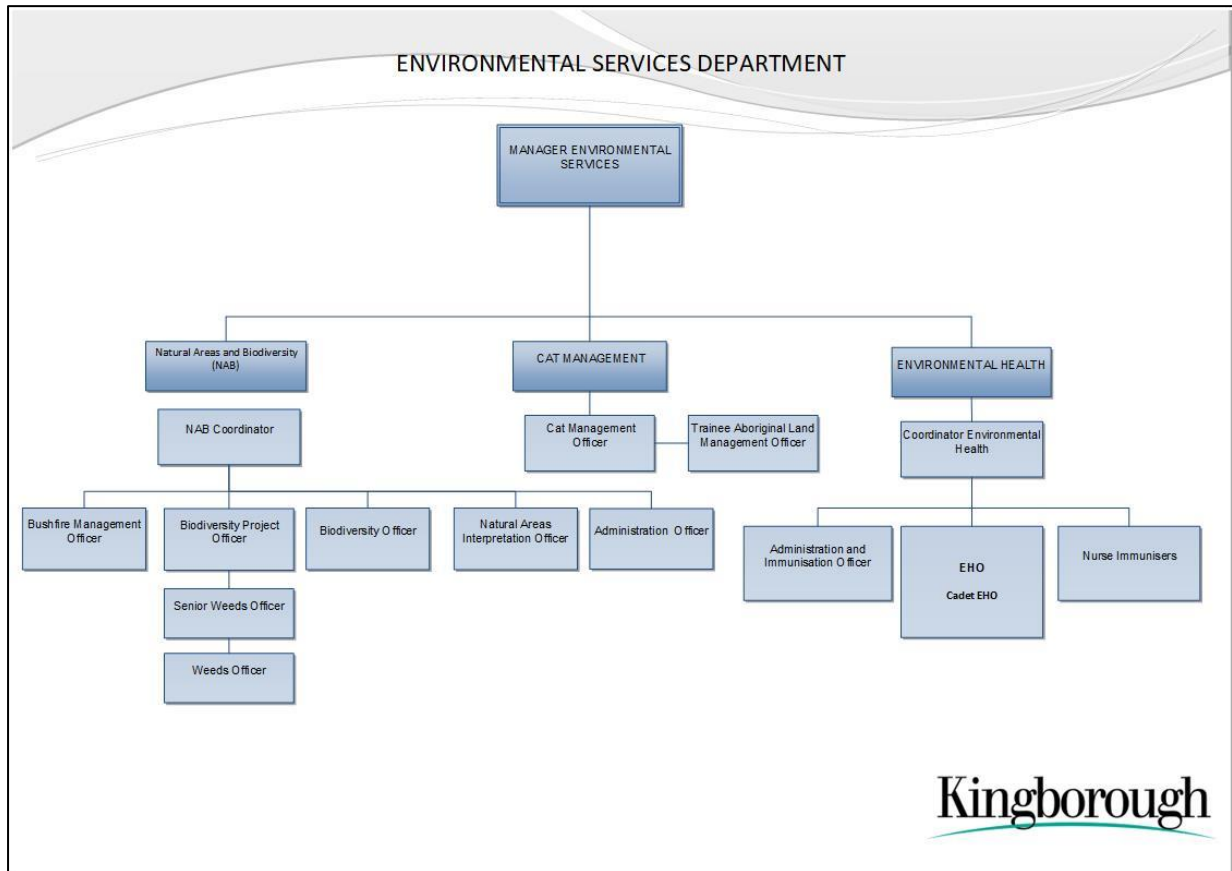 ENVIRONMENTAL SERVICES DEPARTMENT
MANAGER ENVIRONMENTAL
SERVICES
Natural Areas and Biodiversity
(NAB)
CAT MANAGEMENT
ENVIRONMENTAL HEALTH
NAB Coordinator
Cat Management
Officer
Trainee Aboriginal Land
Management Officer
Coordinator Environmental
Health
Bushfire Management
Officer
Biodiversity Project
Officer
Biodiversity Officer
Natural Areas
Interpretation Officer
Administration Officer
Administration and
Immunisation Officer
EHO
Cadet EHO
Nurse Immunisers
Senior Weeds Officer
Weeds Officer
Kingborough